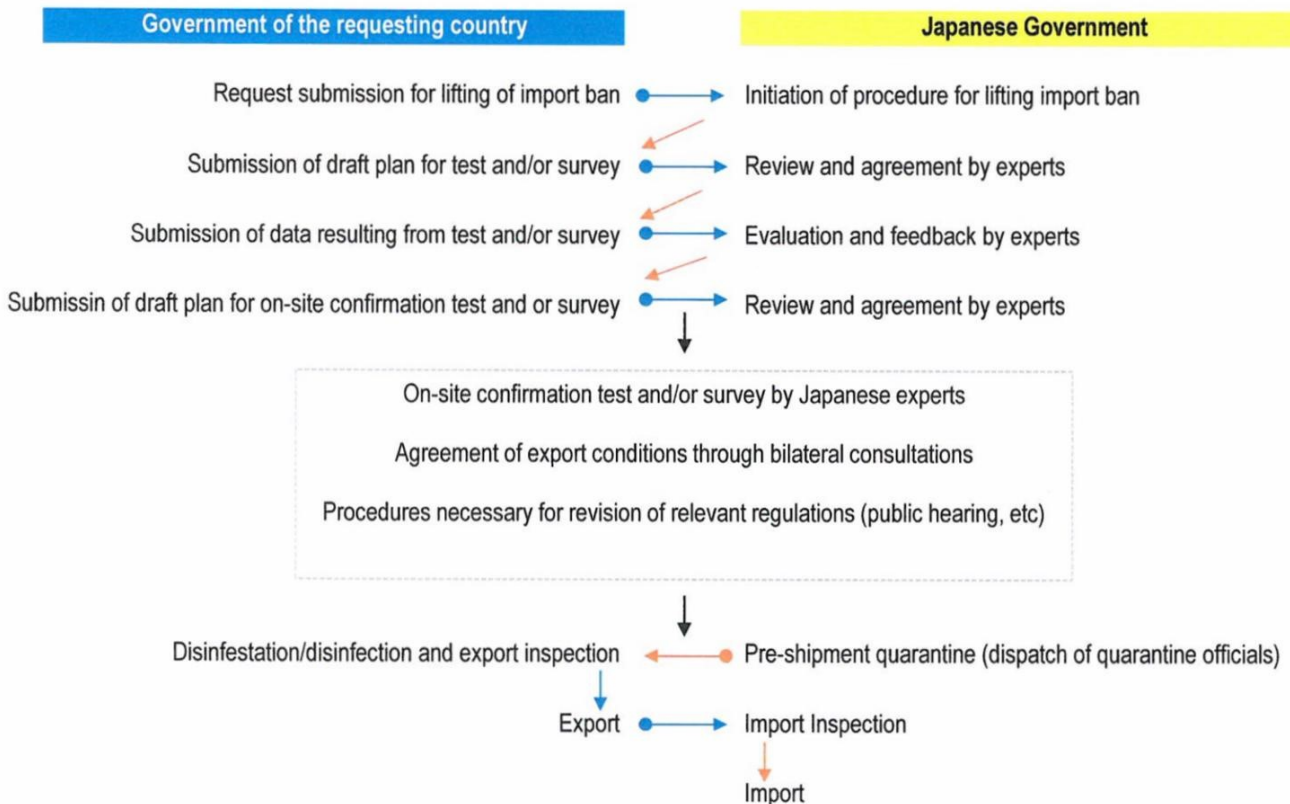 Government of the requesting country
Japanese Government
Request submission for lifting of import ban
Initiation of procedure for lifting import ban
Submission of draft plan for test and/or survey
Review and agreement by experts
Submission of data resulting from test and/or survey
Evaluation and feedback by experts
Submissin of draft plan for on-site confirmation test and or survey
Review and agreement by experts
On-site confirmation test and/or survey by Japanese experts
Agreement of export conditions through bilateral consultations
Procedures necessary for revision of relevant regulations (public hearing, etc)
Disinfestation/disinfection and export inspection
Pre-shipment quarantine (dispatch of quarantine officials)
Export
Import Inspection
Import